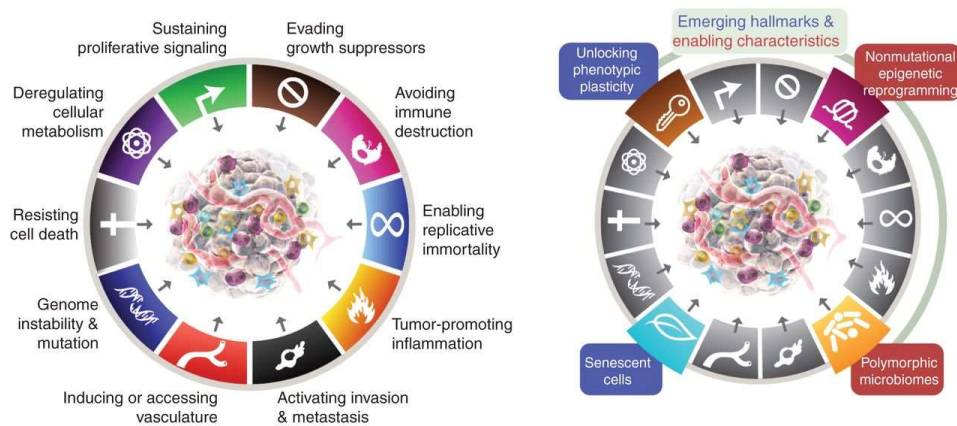 Sustaining
proliferative signaling
Evading
growth suppressors
Deregulating
cellular
metabolism
Avoiding
immune
destruction
Resisting
cell death
Enabling
replicative
immortality
Genome
instability &
mutation
Tumor-promoting
inflammation
Inducing or accessing
vasculature
Activating invasion
& metastasis
Emerging hallmarks &
enabling characteristics
Unlocking
phenotypic
plasticity
Nonmutational
epigenetic
reprogramming
Senescent
cells
Polymorphic
microbiomes